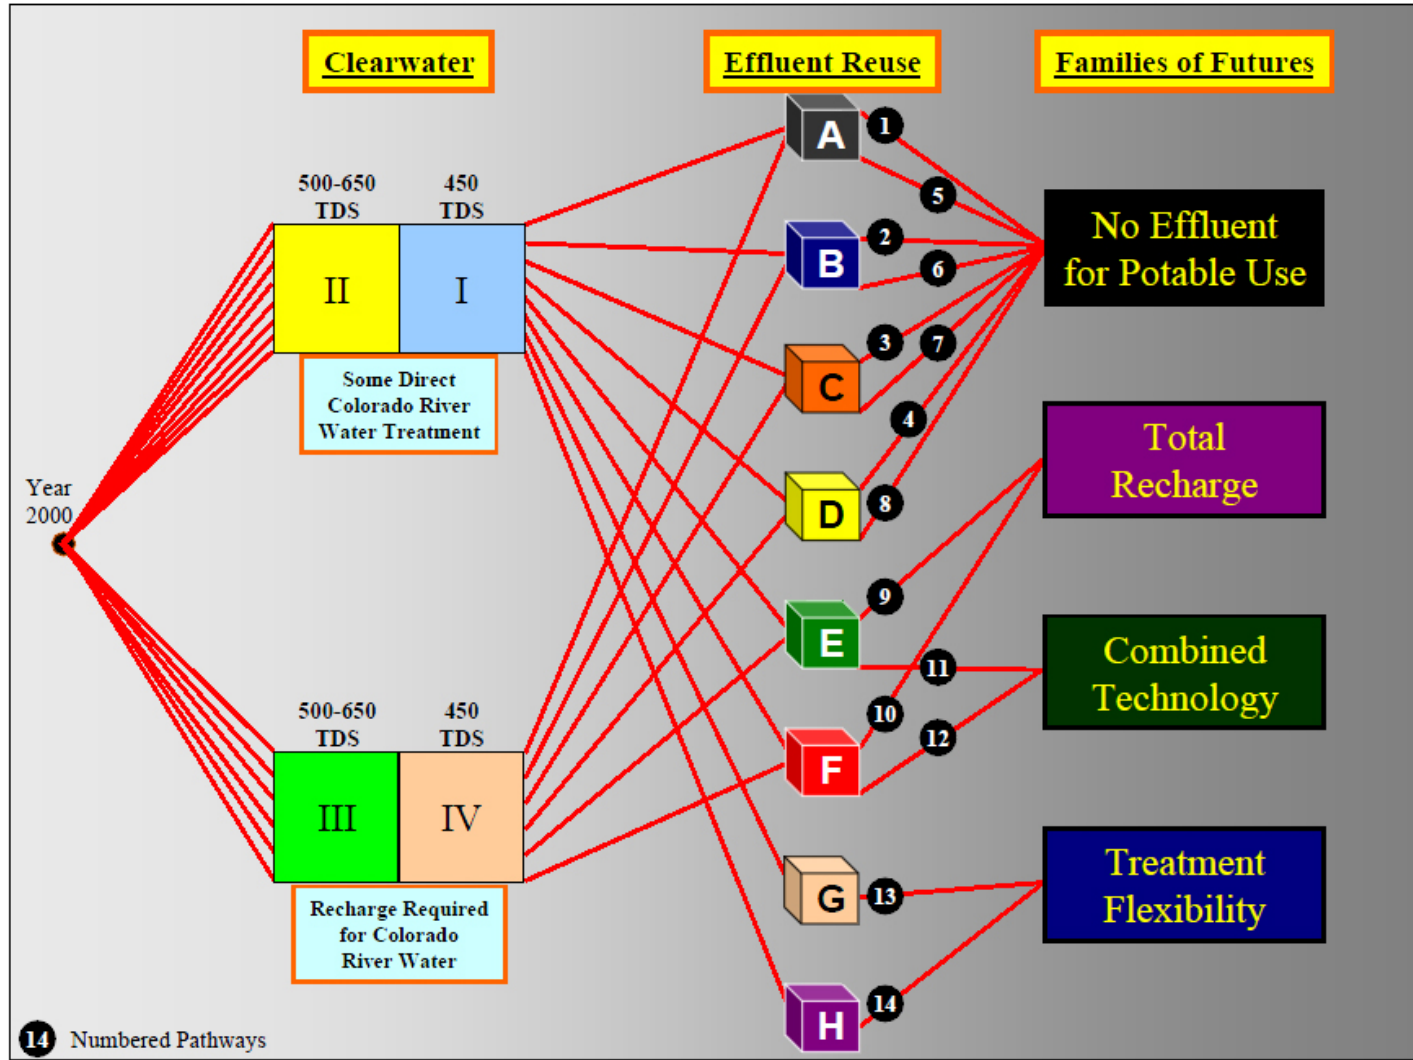 Clearwater
Effluent Reuse
Families of Futures
500-650
TDS
450
TDS
II
I
Some Direct
Colorado River
Water Treatment
Year
2000
500-650
TDS
450
TDS
III
IV
Recharge Required
for Colorado
River Water
A
B
C
D
E
F
G
H
1
5
2
6
3
7
4
8
9
11
10
12
13
14
No Effluent
for Potable Use
Total
Recharge
Combined
Technology
Treatment
Flexibility
14 Numbered Pathways